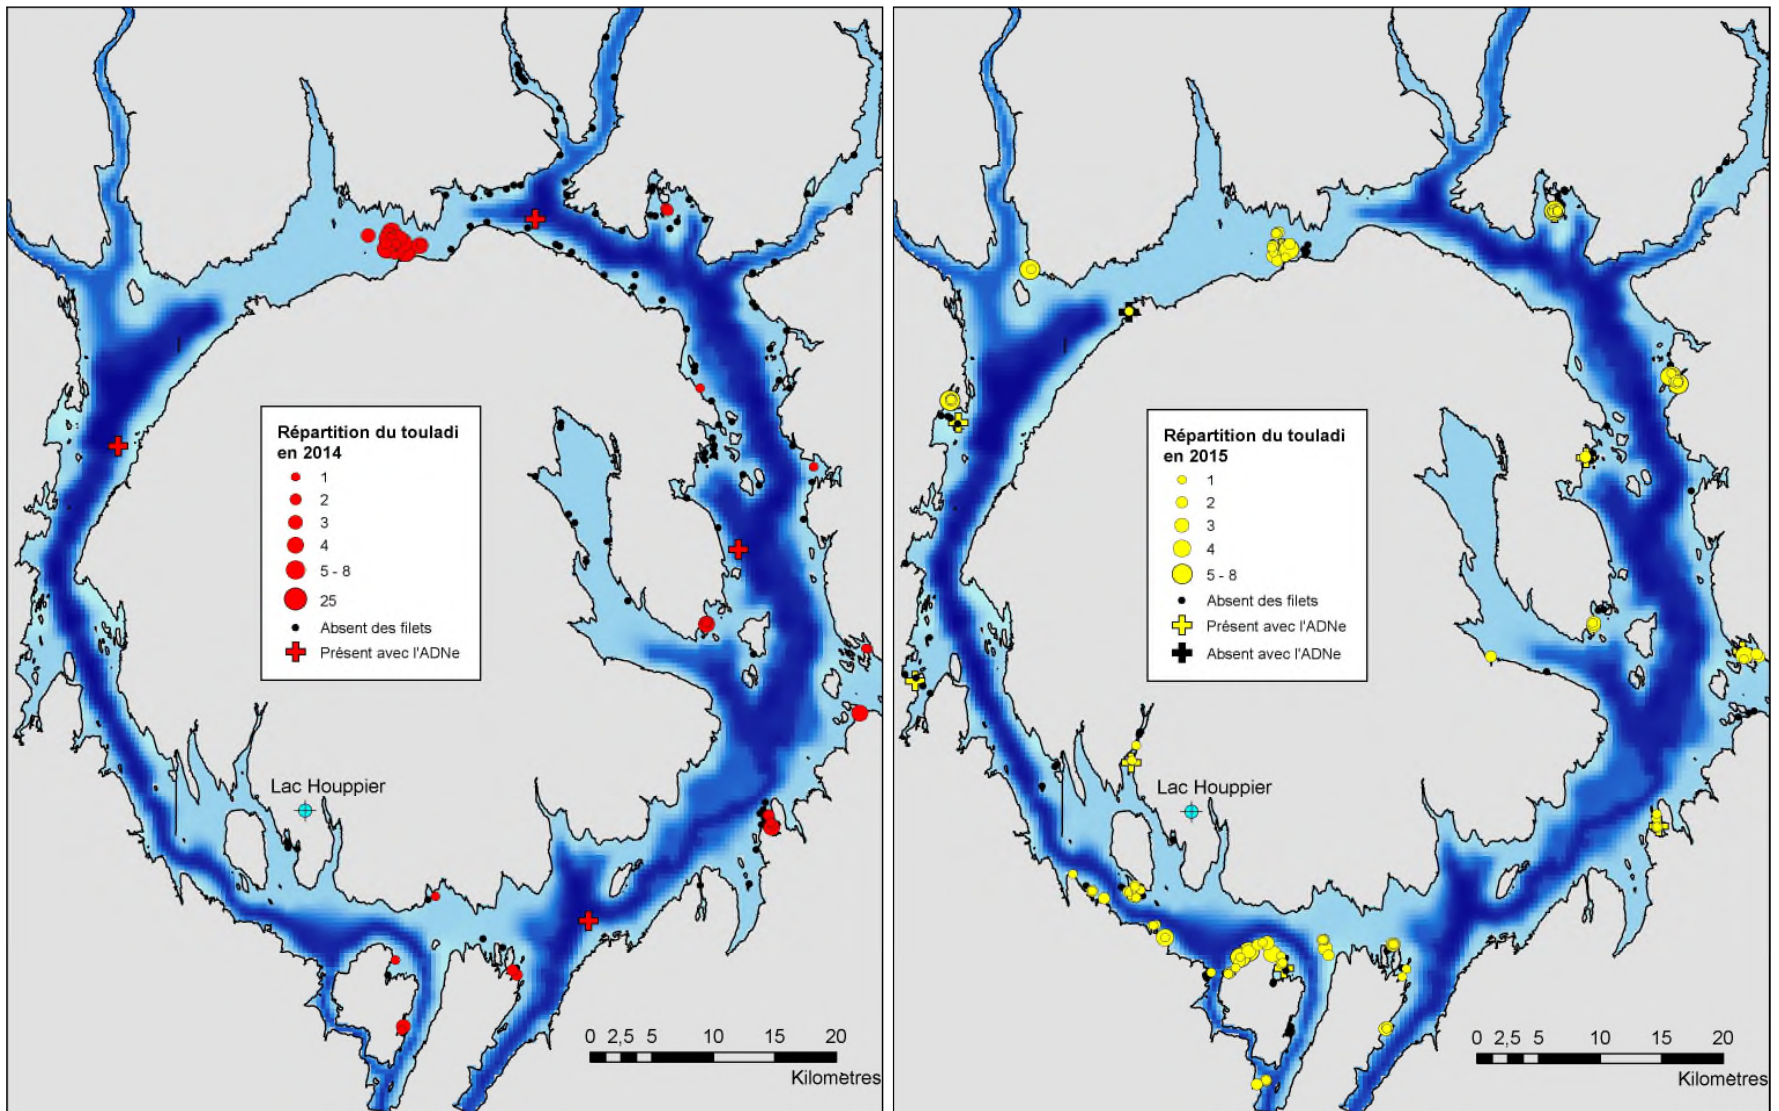 Répartition du touladi
en 2014
1
2
3
4
5 - 8
25
Absent des filets
Présent avec l'ADNe
Lac Houppier
0 2,5 5 10 15 20
Kilomètres
Répartition du touladi
en 2015
1
2
3
4
5 - 8
Absent des filets
Présent avec l'ADNe
Absent avec l'ADNe
Lac Houppier
0 2,5 5 10 15 20
Kilomètres